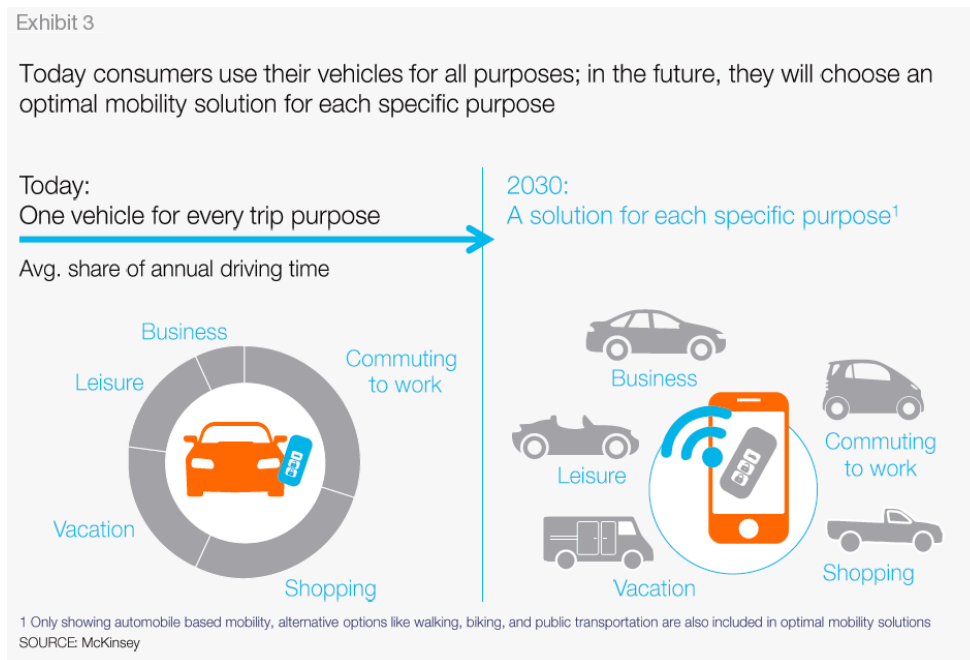 Exhibit 3
Today consumers use their vehicles for all purposes; in the future, they will choose an
optimal mobility solution for each specific purpose
Today:
One vehicle for every trip purpose
Avg. share of annual driving time
Business
Leisure
Commuting
to work
Vacation
Shopping
2030:
A solution for each specific purpose¹
Business
Leisure
Commuting
to work
Vacation
Shopping
1 Only showing automobile based mobility, alternative options like walking, biking, and public transportation are also included in optimal mobility solutions
SOURCE: McKinsey